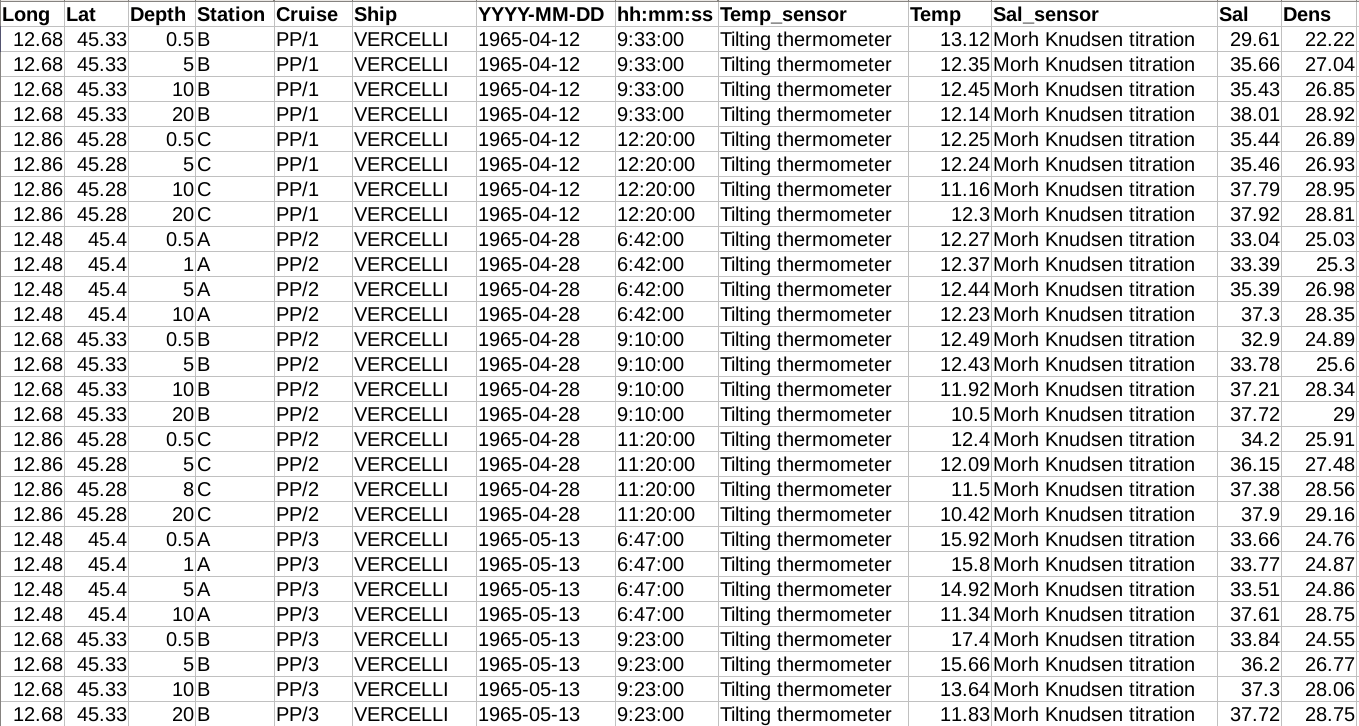 Long Lat Depth Station Cruise Ship YYYY-MM-DD hh:mm:ss Temp_sensor Temp Sal_sensor Sal Dens
12.68 45.33 0.5 B PP/1 VERCELLI 1965-04-12 9:33:00 Tilting thermometer 13.12 Morh Knudsen titration 29.61 22.22
12.68 45.33 5 B PP/1 VERCELLI 1965-04-12 9:33:00 Tilting thermometer 12.35 Morh Knudsen titration 35.66 27.04
12.68 45.33 10 B PP/1 VERCELLI 1965-04-12 9:33:00 Tilting thermometer 12.45 Morh Knudsen titration 35.43 26.85
12.68 45.33 20 B PP/1 VERCELLI 1965-04-12 9:33:00 Tilting thermometer 12.14 Morh Knudsen titration 38.01 28.92
12.86 45.28 0.5 C PP/1 VERCELLI 1965-04-12 12:20:00 Tilting thermometer 12.25 Morh Knudsen titration 35.44 26.89
12.86 45.28 5 C PP/1 VERCELLI 1965-04-12 12:20:00 Tilting thermometer 12.24 Morh Knudsen titration 35.46 26.93
12.86 45.28 10 C PP/1 VERCELLI 1965-04-12 12:20:00 Tilting thermometer 11.16 Morh Knudsen titration 37.79 28.95
12.86 45.28 20 C PP/1 VERCELLI 1965-04-12 12:20:00 Tilting thermometer 12.3 Morh Knudsen titration 37.92 28.81
12.48 45.4 0.5 A PP/2 VERCELLI 1965-04-28 6:42:00 Tilting thermometer 12.27 Morh Knudsen titration 33.04 25.03
12.48 45.4 1 A PP/2 VERCELLI 1965-04-28 6:42:00 Tilting thermometer 12.37 Morh Knudsen titration 33.39 25.3
12.48 45.4 5 A PP/2 VERCELLI 1965-04-28 6:42:00 Tilting thermometer 12.44 Morh Knudsen titration 35.39 26.98
12.48 45.4 10 A PP/2 VERCELLI 1965-04-28 6:42:00 Tilting thermometer 12.23 Morh Knudsen titration 37.3 28.35
12.68 45.33 0.5 B PP/2 VERCELLI 1965-04-28 9:10:00 Tilting thermometer 12.49 Morh Knudsen titration 32.9 24.89
12.68 45.33 5 B PP/2 VERCELLI 1965-04-28 9:10:00 Tilting thermometer 12.43 Morh Knudsen titration 33.78 25.6
12.68 45.33 10 B PP/2 VERCELLI 1965-04-28 9:10:00 Tilting thermometer 11.92 Morh Knudsen titration 37.21 28.34
12.68 45.33 20 B PP/2 VERCELLI 1965-04-28 9:10:00 Tilting thermometer 10.5 Morh Knudsen titration 37.72 29
12.86 45.28 0.5 C PP/2 VERCELLI 1965-04-28 11:20:00 Tilting thermometer 12.4 Morh Knudsen titration 34.2 25.91
12.86 45.28 5 C PP/2 VERCELLI 1965-04-28 11:20:00 Tilting thermometer 12.09 Morh Knudsen titration 36.15 27.48
12.86 45.28 8 C PP/2 VERCELLI 1965-04-28 11:20:00 Tilting thermometer 11.5 Morh Knudsen titration 37.38 28.56
12.86 45.28 20 C PP/2 VERCELLI 1965-04-28 11:20:00 Tilting thermometer 10.42 Morh Knudsen titration 37.9 29.16
12.48 45.4 0.5 A PP/3 VERCELLI 1965-05-13 6:47:00 Tilting thermometer 15.92 Morh Knudsen titration 33.66 24.76
12.48 45.4 1 A PP/3 VERCELLI 1965-05-13 6:47:00 Tilting thermometer 15.8 Morh Knudsen titration 33.77 24.87
12.48 45.4 5 A PP/3 VERCELLI 1965-05-13 6:47:00 Tilting thermometer 14.92 Morh Knudsen titration 33.51 24.86
12.48 45.4 10 A PP/3 VERCELLI 1965-05-13 6:47:00 Tilting thermometer 11.34 Morh Knudsen titration 37.61 28.75
12.68 45.33 0.5 B PP/3 VERCELLI 1965-05-13 9:23:00 Tilting thermometer 17.4 Morh Knudsen titration 33.84 24.55
12.68 45.33 5 B PP/3 VERCELLI 1965-05-13 9:23:00 Tilting thermometer 15.66 Morh Knudsen titration 36.2 26.77
12.68 45.33 10 B PP/3 VERCELLI 1965-05-13 9:23:00 Tilting thermometer 13.64 Morh Knudsen titration 37.3 28.06
12.68 45.33 20 B PP/3 VERCELLI 1965-05-13 9:23:00 Tilting thermometer 11.83 Morh Knudsen titration 37.72 28.75